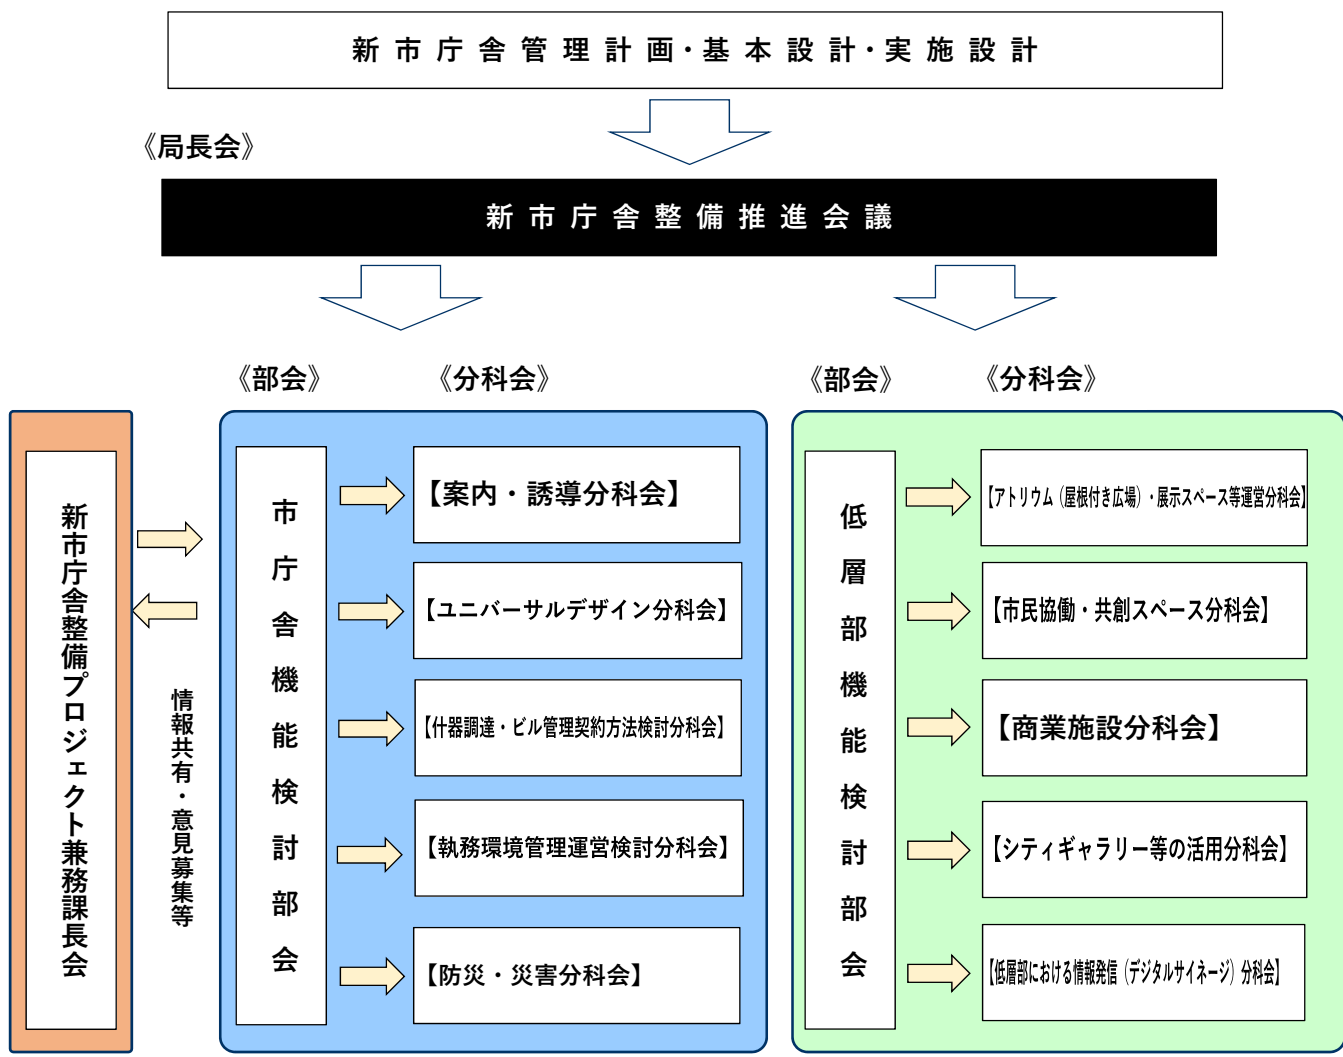 新市庁舎管理計画・基本設計・実施設計
《局長会》
新市庁舎整備推進会議
《部会》
《分科会》
《部会》
《分科会》
新市庁舎整備プロジェクト兼務課長会
情報共有・意見募集等
市庁舎機能検討部会
【案内・誘導分科会】
【ユニバーサルデザイン分科会】
【什器調達・ビル管理契約方法検討分科会】
【執務環境管理運営検討分科会】
【防災・災害分科会】
低層部機能検討部会
【アトリウム（屋根付き広場）・展示スペース等運営分科会】
【市民協働・共創スペース分科会】
【商業施設分科会】
【シティギャラリー等の活用分科会】
【低層部における情報発信（デジタルサイネージ）分科会】